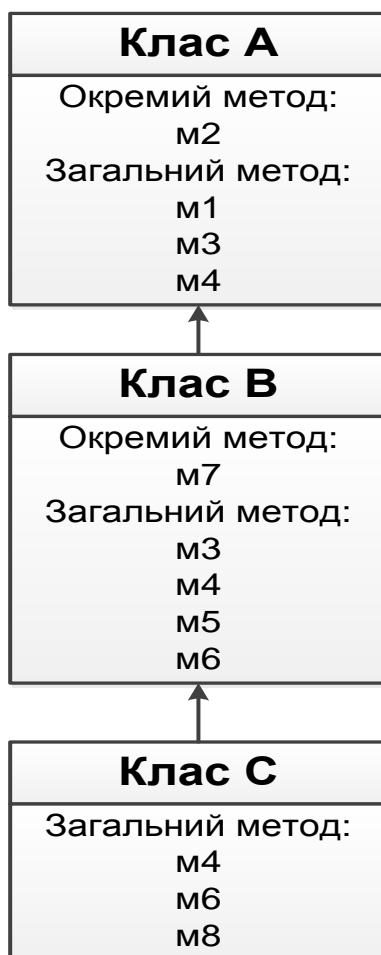 Клас A
Окремий метод:
м2
Загальний метод:
м1
м3
м4
Клас B
Окремий метод:
м7
Загальний метод:
м3
м4
м5
м6
Клас C
Загальний метод:
м4
м6
м8